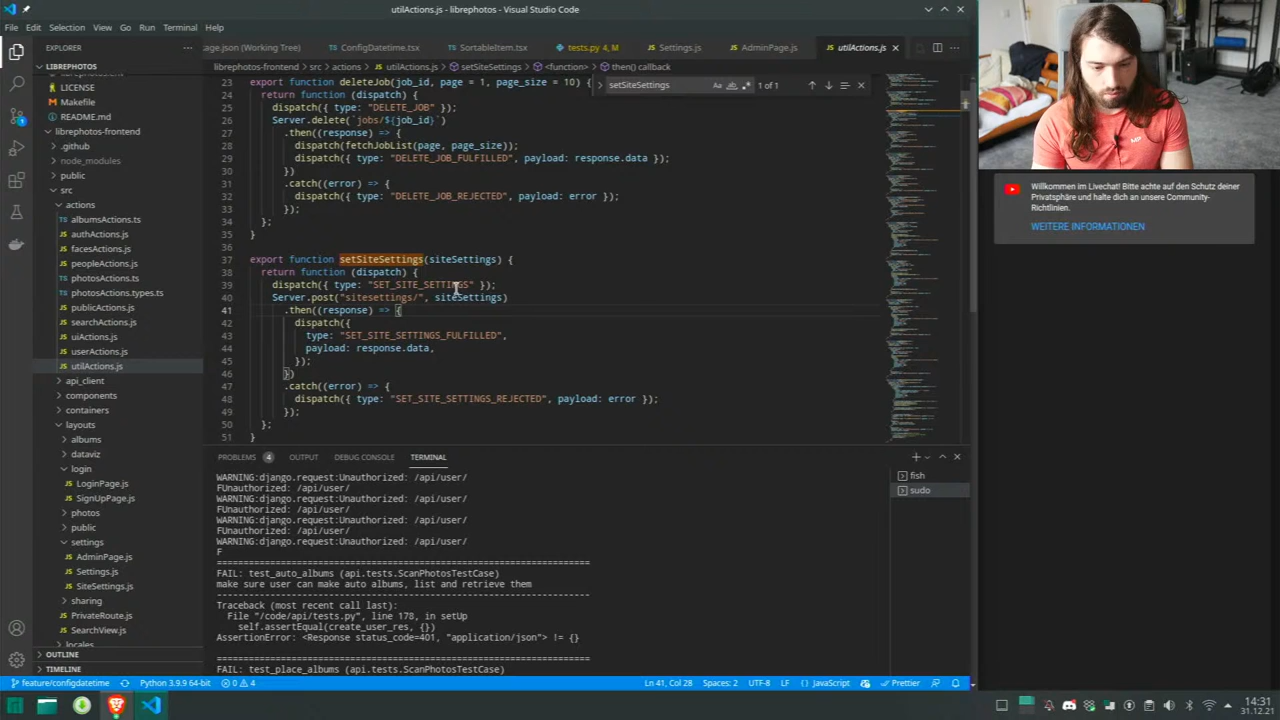 utilActions.js - librephotos - Visual Studio Code
File Edit Selection View Go Run Terminal Help
EXPLORER
age.json (Working Tree) ConfigDatetime.tsx SortableItem.tsx tests.py 4, M Settings.js AdminPage.js utilActions.js
librephotos-frontend > src > actions > utilActions.js > setSiteSettings > <function> > then() callback
setSiteSettings
1 of 1
LIBREPHOTOS
LICENSE
Makefile
README.md
librephotos-frontend
.github
node_modules
public
src
actions
albumsActions.ts
authActions.ts
facesActions.js
peopleActions.js
photosActions.ts
photosActions.types.ts
publicActions.js
searchActions.js
uiActions.js
userActions.js
utilActions.js
api_client
components
containers
layouts
albums
dataviz
login
LoginPage.js
SignUpPage.js
photos
public
settings
AdminPage.js
Settings.js
SiteSettings.js
sharing
PrivateRoute.js
SearchView.js
locales
OUTLINE
TIMELINE
23 export function deleteJob(job_id, page = 1, page_size = 10) {
24 return function (dispatch) {
25 dispatch({ type: "DELETE_JOB" });
26 Server.delete(`jobs/${job_id}`)
27 .then((response) => {
28 dispatch(fetchJobList(page, page_size));
29 dispatch({ type: "DELETE_JOB_FULFILLED", payload: response.data });
30 })
31 .catch((error) => {
32 dispatch({ type: "DELETE_JOB_REJECTED", payload: error });
33 });
34 };
35 }
36
37 export function setSiteSettings(siteSettings) {
38 return function (dispatch) {
39 dispatch({ type: "SET_SITE_SETTINGS" });
40 Server.post("sitesettings/", siteSettings)
41 .then((response) => {
42 dispatch({
43 type: "SET_SITE_SETTINGS_FULFILLED",
44 payload: response.data,
45 });
46 })
47 .catch((error) => {
48 dispatch({ type: "SET_SITE_SETTINGS_REJECTED", payload: error });
49 });
50 };
51 }
PROBLEMS 4 OUTPUT DEBUG CONSOLE TERMINAL
fish
sudo
WARNING:django.request:Unauthorized: /api/user/
FUnauthorized: /api/user/
WARNING:django.request:Unauthorized: /api/user/
FUnauthorized: /api/user/
WARNING:django.request:Unauthorized: /api/user/
FUnauthorized: /api/user/
WARNING:django.request:Unauthorized: /api/user/
F
======================================================================
FAIL: test_auto_albums (api.tests.ScanPhotosTestCase)
make sure user can make auto albums, list and retrieve them
----------------------------------------------------------------------
Traceback (most recent call last):
File "/code/api/tests.py", line 178, in setUp
self.assertEqual(create_user_res, {})
AssertionError: <Response status_code=401, "application/json"> != {}
======================================================================
FAIL: test_place_albums (api.tests.ScanPhotosTestCase)
feature/configdatetime Python 3.9.9 64-bit 0 4 Ln 41, Col 28 Spaces: 2 UTF-8 LF {} JavaScript Prettier
14:31
31.12.21
Willkommen im Livechat! Bitte achte auf den Schutz deiner
Privatsphäre und halte dich an unsere Community-
Richtlinien.
WEITERE INFORMATIONEN